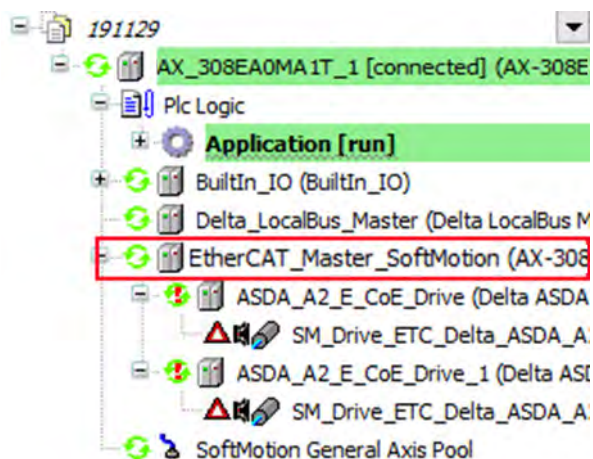 191129
AX_308EA0MA1T_1 [connected] (AX-308E
Plc Logic
Application [run]
BuiltIn_IO (BuiltIn_IO)
Delta_LocalBus_Master (Delta LocalBus M
EtherCAT_Master_SoftMotion (AX-308
ASDA_A2_E_CoE_Drive (Delta ASDA
SM_Drive_ETC_Delta_ASDA_A
ASDA_A2_E_CoE_Drive_1 (Delta ASD
SM_Drive_ETC_Delta_ASDA_A
SoftMotion General Axis Pool